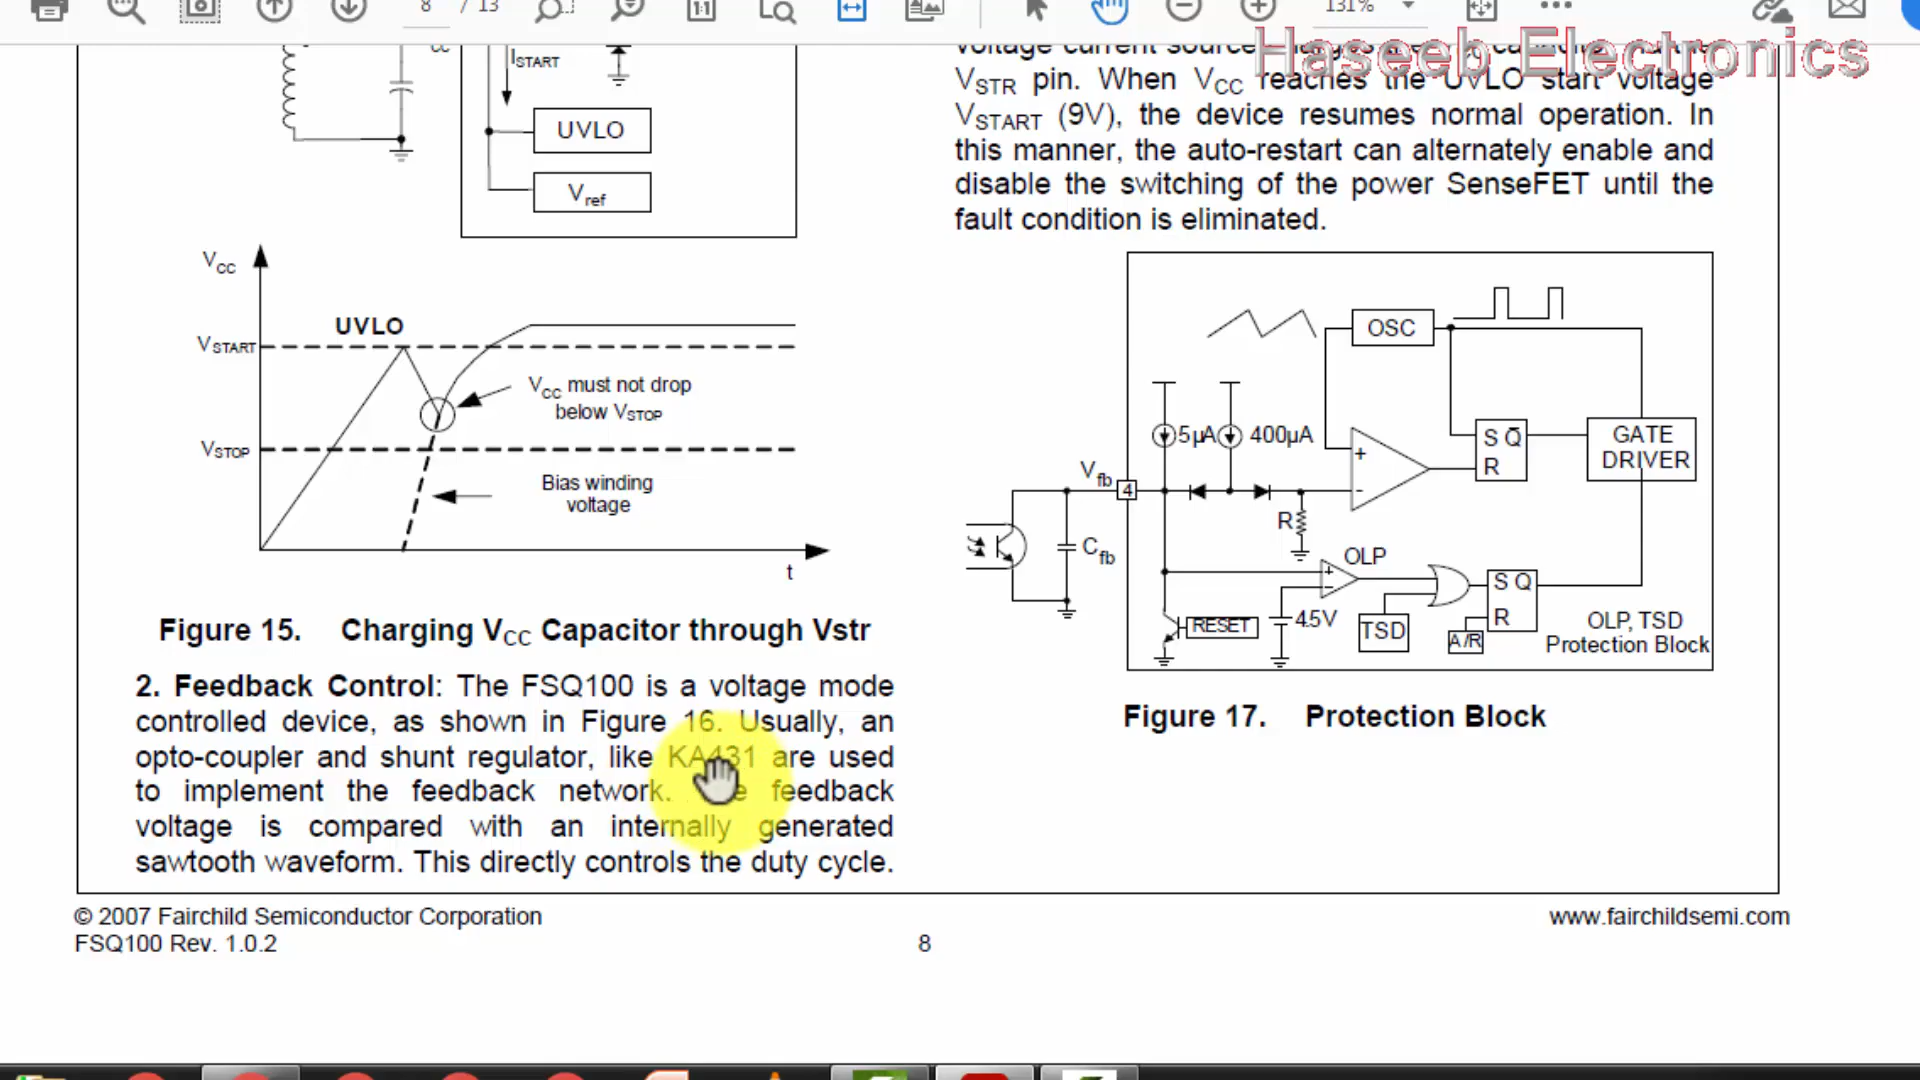 8 / 13
131%
Haseeb Electronics
ISTART
UVLO
Vref
VCC
UVLO
VSTART
VCC must not drop
below VSTOP
VSTOP
Bias winding
voltage
t
Figure 15. Charging VCC Capacitor through Vstr
2. Feedback Control: The FSQ100 is a voltage mode
controlled device, as shown in Figure 16. Usually, an
opto-coupler and shunt regulator, like KA431 are used
to implement the feedback network. feedback
voltage is compared with an internally generated
sawtooth waveform. This directly controls the duty cycle.
voltage current source
VSTR pin. When VCC reaches the UVLO start voltage
VSTART (9V), the device resumes normal operation. In
this manner, the auto-restart can alternately enable and
disable the switching of the power SenseFET until the
fault condition is eliminated.
OSC
5µA 400µA
S Q̄
R
GATE
DRIVER
Vfb
4
+
-
R
Cfb
OLP
+
-
S Q
R
RESET
4.5V
TSD
A/R
OLP, TSD
Protection Block
Figure 17. Protection Block
© 2007 Fairchild Semiconductor Corporation
www.fairchildsemi.com
FSQ100 Rev. 1.0.2
8